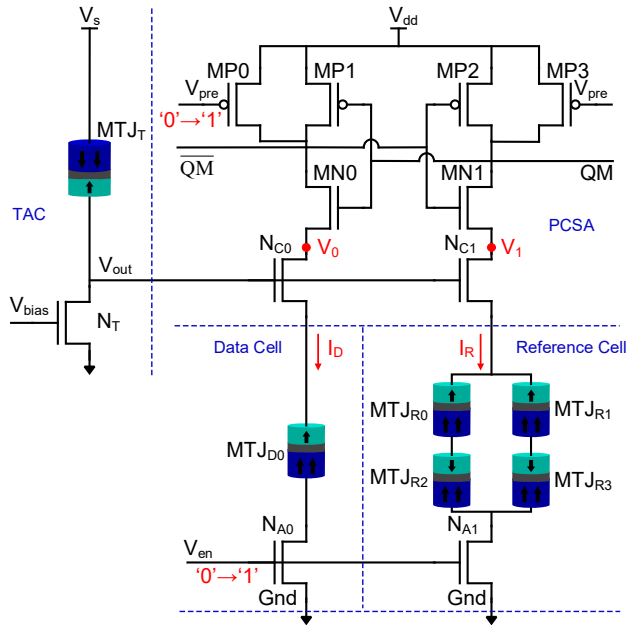 Vs
Vdd
MP0
MP1
MP2
MP3
Vpre
Vpre
'0'→'1'
MTJT
QM
QM
MN0
MN1
TAC
PCSA
NC0
V0
NC1
V1
Vout
Vbias
NT
Data Cell
ID
IR
Reference Cell
MTJR0
MTJR1
MTJD0
MTJR2
MTJR3
NA0
NA1
Ven
'0'→'1'
Gnd
Gnd